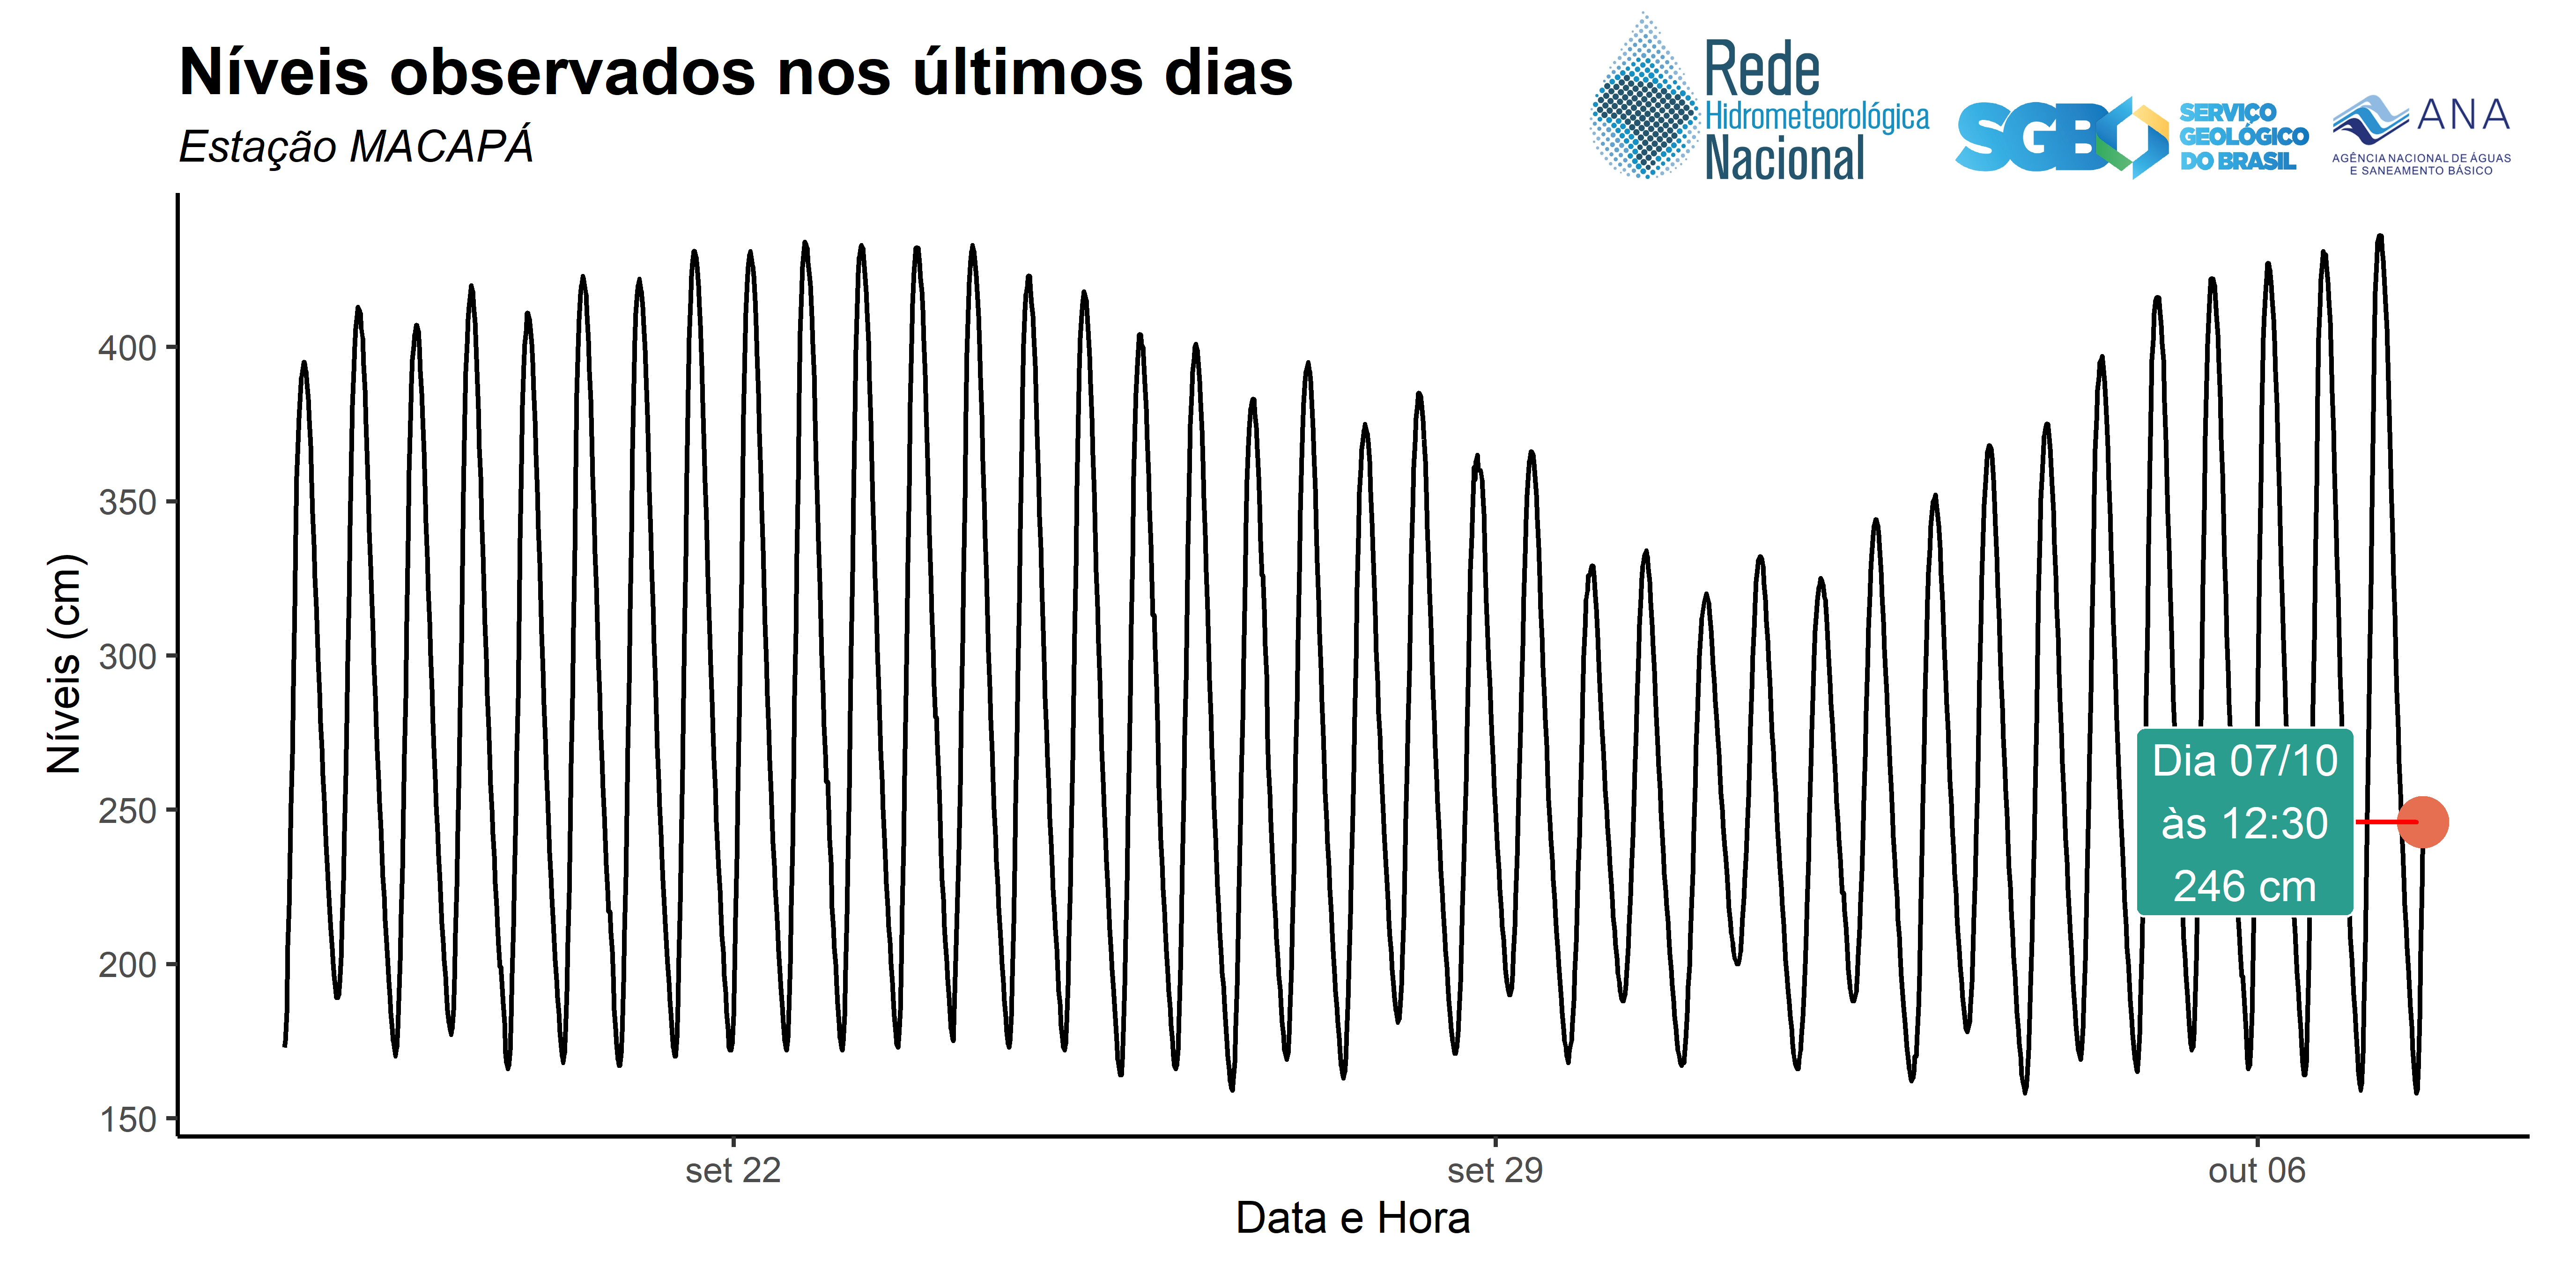 Níveis observados nos últimos dias
Estação MACAPÁ
Rede
Hidrometeorológica
Nacional
SGB
SERVIÇO
GEOLÓGICO
DO BRASIL
ANA
AGÊNCIA NACIONAL DE ÁGUAS
E SANEAMENTO BÁSICO
Níveis (cm)
400
350
300
250
200
150
Dia 07/10
às 12:30
246 cm
set 22
set 29
out 06
Data e Hora